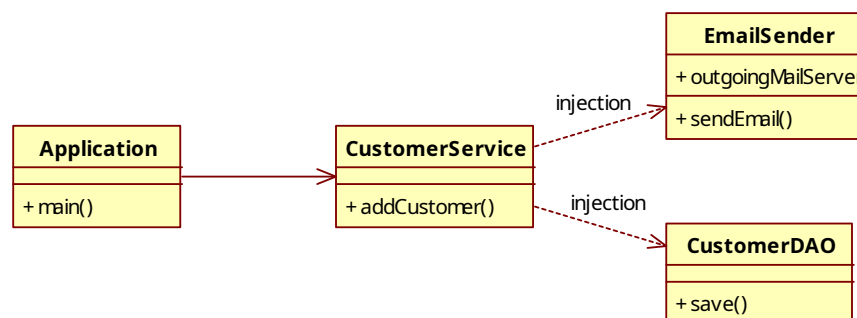 EmailSender
+ outgoingMailServer
+ sendEmail()
injection
Application
+ main()
CustomerService
+ addCustomer()
injection
CustomerDAO
+ save()